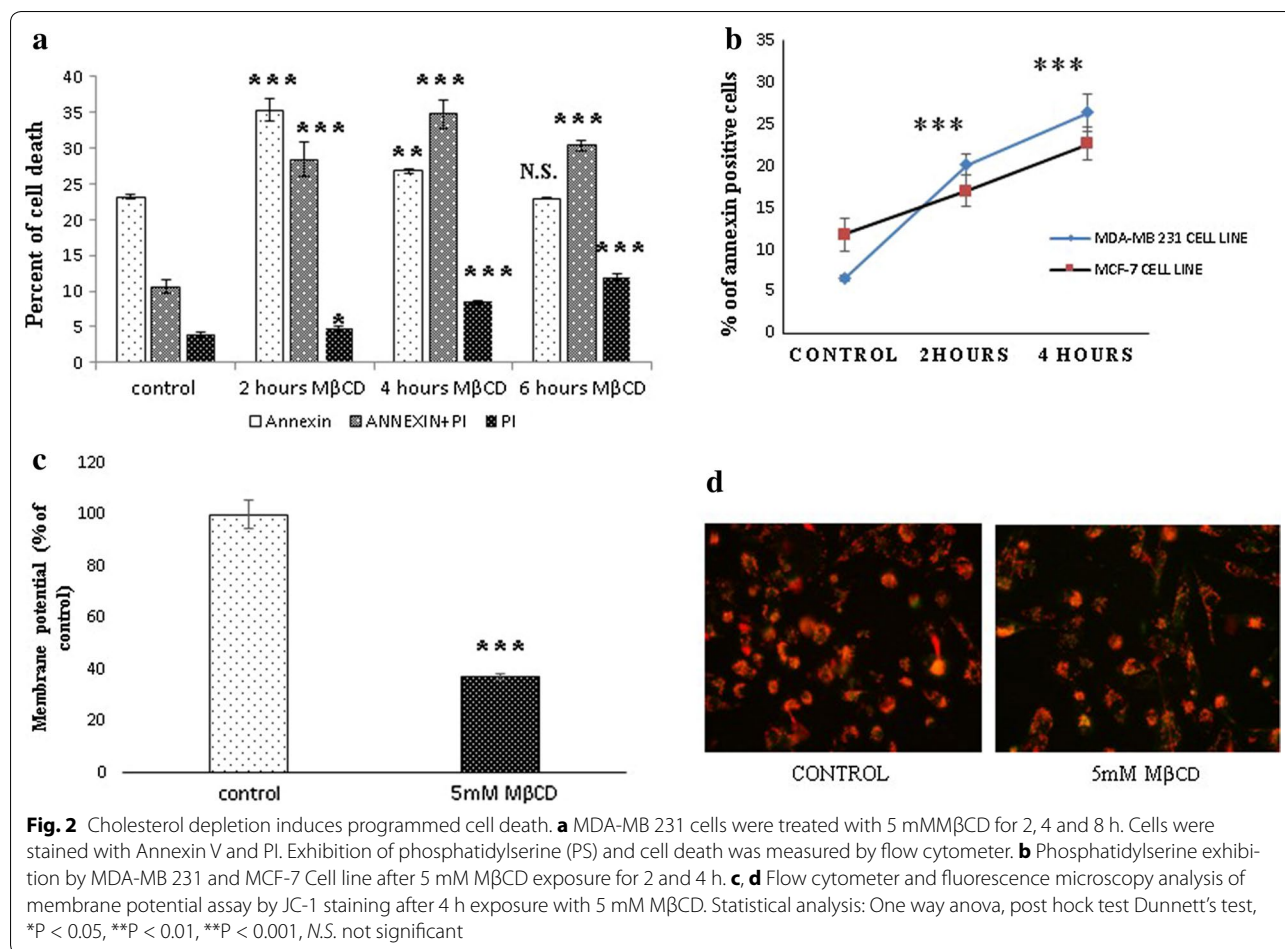 a
40
35
30
25
20
15
10
5
0
Percent of cell death
***
***
*
**
***
***
N.S.
***
***
control
2 hours MβCD
4 hours MβCD
6 hours MβCD
Annexin
ANNEXIN+PI
PI
b
35
30
25
20
15
10
5
0
% oof annexin positive cells
***
***
MDA-MB 231 CELL LINE
MCF-7 CELL LINE
CONTROL
2HOURS
4 HOURS
c
120
100
80
60
40
20
0
Membrane potential (% of
control)
***
control
5mM MβCD
d
CONTROL
5mM MβCD
Fig. 2 Cholesterol depletion induces programmed cell death. a MDA-MB 231 cells were treated with 5 mMMβCD for 2, 4 and 8 h. Cells were
stained with Annexin V and PI. Exhibition of phosphatidylserine (PS) and cell death was measured by flow cytometer. b Phosphatidylserine exhibi-
tion by MDA-MB 231 and MCF-7 Cell line after 5 mM MβCD exposure for 2 and 4 h. c, d Flow cytometer and fluorescence microscopy analysis of
membrane potential assay by JC-1 staining after 4 h exposure with 5 mM MβCD. Statistical analysis: One way anova, post hock test Dunnett's test,
*P < 0.05, **P < 0.01, **P < 0.001, N.S. not significant